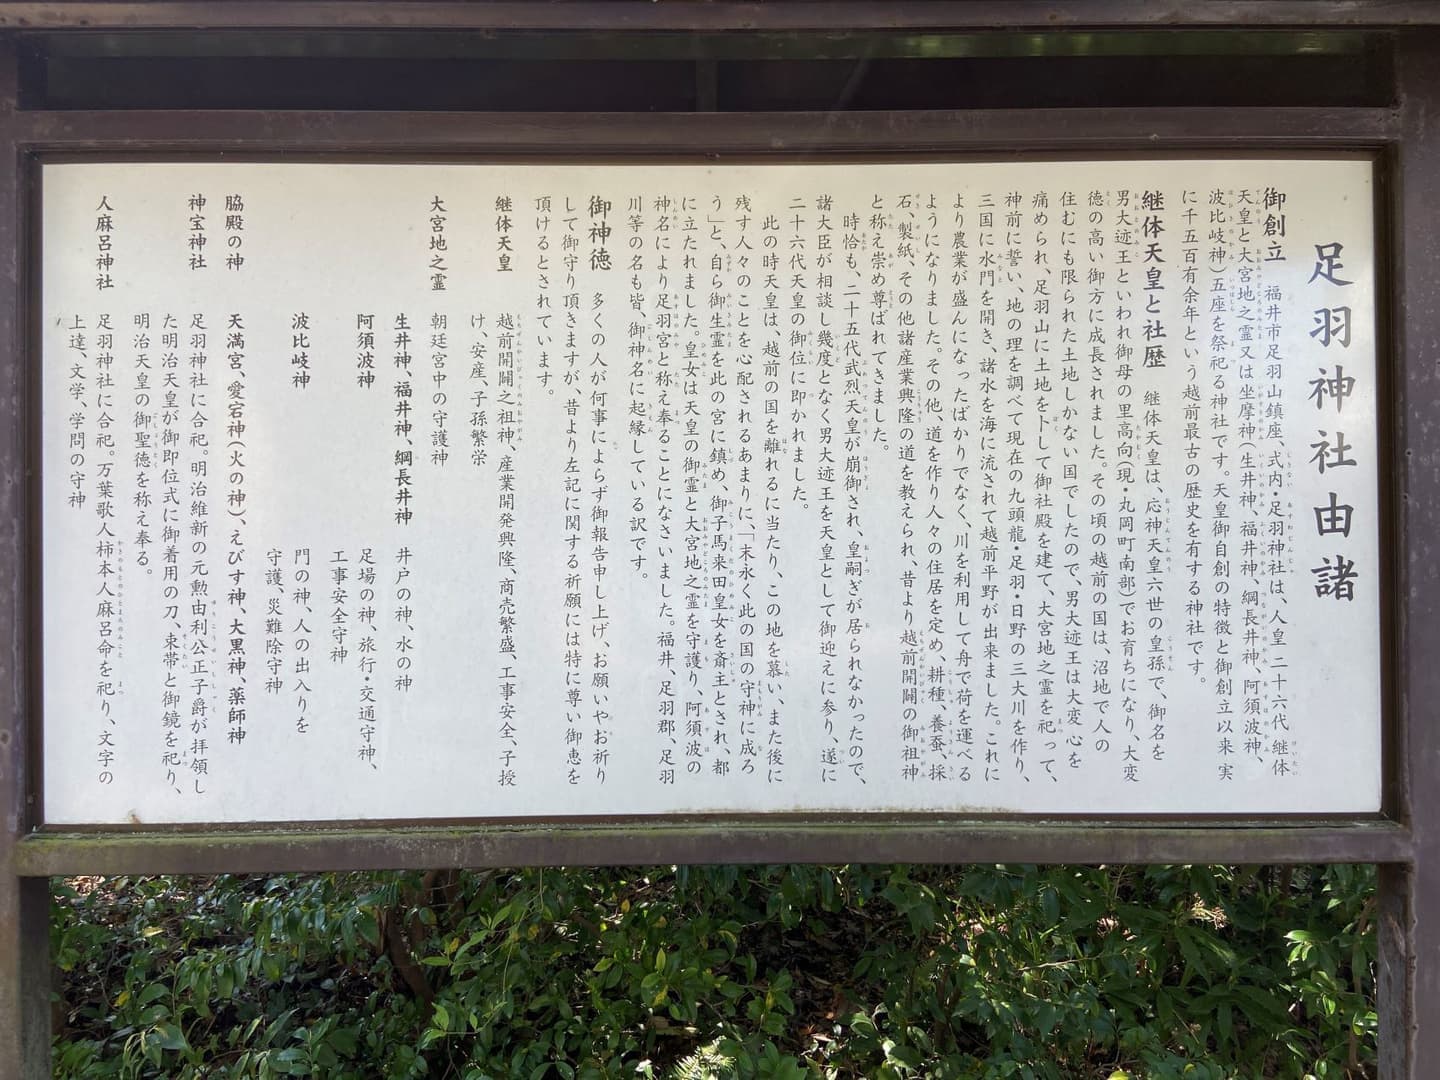 足羽神社由諸
御創立　福井市足羽山鎮座、式内・足羽神社は、人皇二十六代 継体
天皇と大宮地之霊又は坐摩神(生井神、福井神、綱長井神、阿須波神、
波比岐神)五座を祭祀る神社です。天皇御自創の特徴と御創立以来 実
に千五百有余年という越前最古の歴史を有する神社です。
継体天皇と社歴　継体天皇は、応神天皇六世の皇孫で、御名を
男大迹王といわれ御母の里高向(現・丸岡町南部)でお育ちになり、大変
徳の高い御方に成長されました。その頃の越前の国は、沼地で人の
住むにも限られた土地しかない国でしたので、男大迹王は大変心を
痛められ、足羽山に土地を卜して御社殿を建て、大宮地之霊を祀って、
神前に誓い、地の理を調べて現在の九頭龍・足羽・日野の三大川を作り、
三国に水門を開き、諸水を海に流されて越前平野が出来ました。これに
より農業が盛んになったばかりでなく、川を利用して舟で荷を運べる
ようになりました。その他、道を作り人々の住居を定め、耕種、養蚕、採
石、製紙、その他諸産業興隆の道を教えられ、昔より越前開闢の御祖神
と称え崇め尊ばれてきました。
時恰も、二十五代武烈天皇が崩御され、皇嗣ぎが居られなかったので、
諸大臣が相談し幾度となく男大迹王を天皇として御迎えに参り、遂に
二十六代天皇の御位に即かれました。
此の時天皇は、越前の国を離れるに当たり、この地を慕い、また後に
残す人々のことを心配されるあまりに、「末永く此の国の守神に成ろ
う」と、自ら御生霊を此の宮に鎮め、御子馬来田皇女を斎主とされ、都
に立たれました。皇女は天皇の御霊と大宮地之霊を守護り、阿須波の
神名により足羽宮と称え奉ることになさいました。福井、足羽郡、足羽
川等の名も皆、御神名に起縁している訳です。
御神徳　多くの人が何事によらず御報告申し上げ、お願いやお祈り
して御守り頂きますが、昔より左記に関する祈願には特に尊い御恵を
頂けるとされています。
継体天皇　越前開闢之祖神、産業開発興隆、商売繁盛、工事安全、子授
け、安産、子孫繁栄
大宮地之霊　朝廷宮中の守護神
生井神、福井神、綱長井神　井戸の神、水の神
阿須波神　足場の神、旅行・交通守神、
工事安全守神
波比岐神　門の神、人の出入りを
守護、災難除守神
脇殿の神　天満宮、愛宕神(火の神)、えびす神、大黒神、薬師神
神宝神社　足羽神社に合祀。明治維新の元勲由利公正子爵が拝領し
た明治天皇が御即位式に御着用の刀、束帯と御鏡を祀り、
明治天皇の御聖徳を称え奉る。
人麻呂神社　足羽神社に合祀。万葉歌人柿本人麻呂命を祀り、文字の
上達、文学、学問の守神